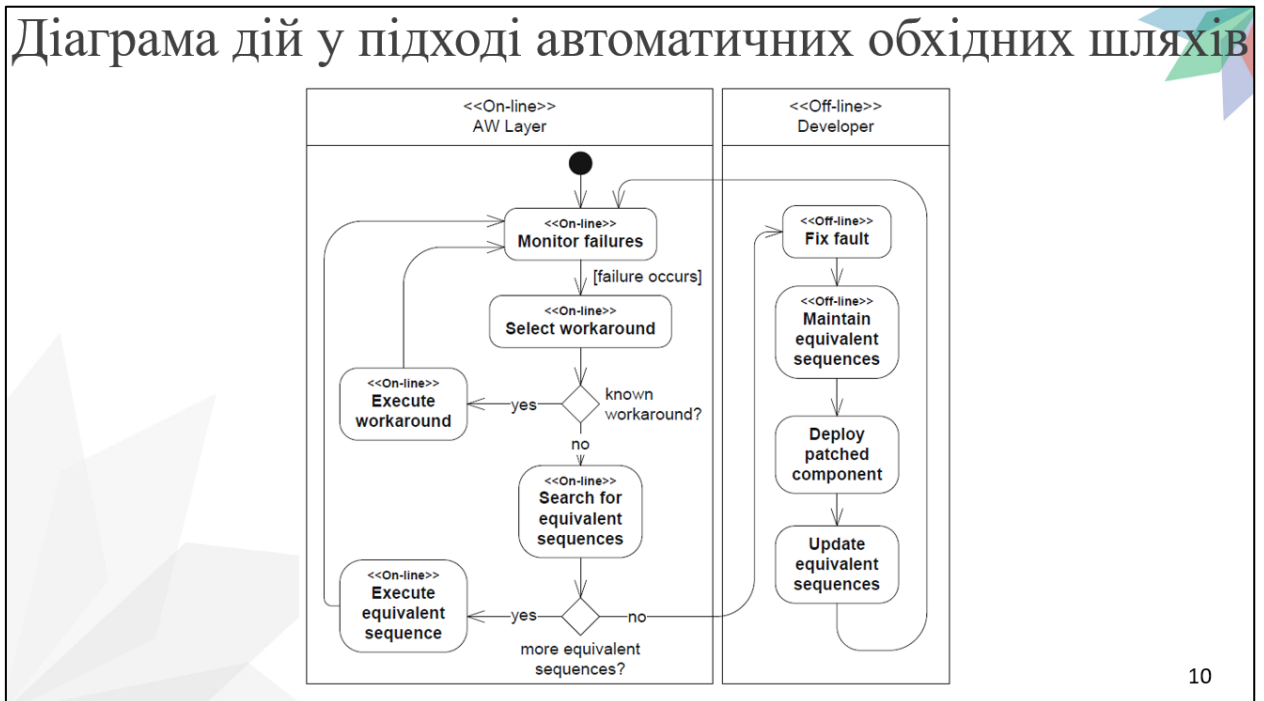 Діаграма дій у підході автоматичних обхідних шляхів
<<On-line>>
AW Layer
<<Off-line>>
Developer
<<On-line>>
Monitor failures
[failure occurs]
<<On-line>>
Select workaround
known
workaround?
yes
<<On-line>>
Execute
workaround
no
<<On-line>>
Search for
equivalent
sequences
<<On-line>>
Execute
equivalent
sequence
yes
no
more equivalent
sequences?
<<Off-line>>
Fix fault
<<Off-line>>
Maintain
equivalent
sequences
Deploy
patched
component
Update
equivalent
sequences
10